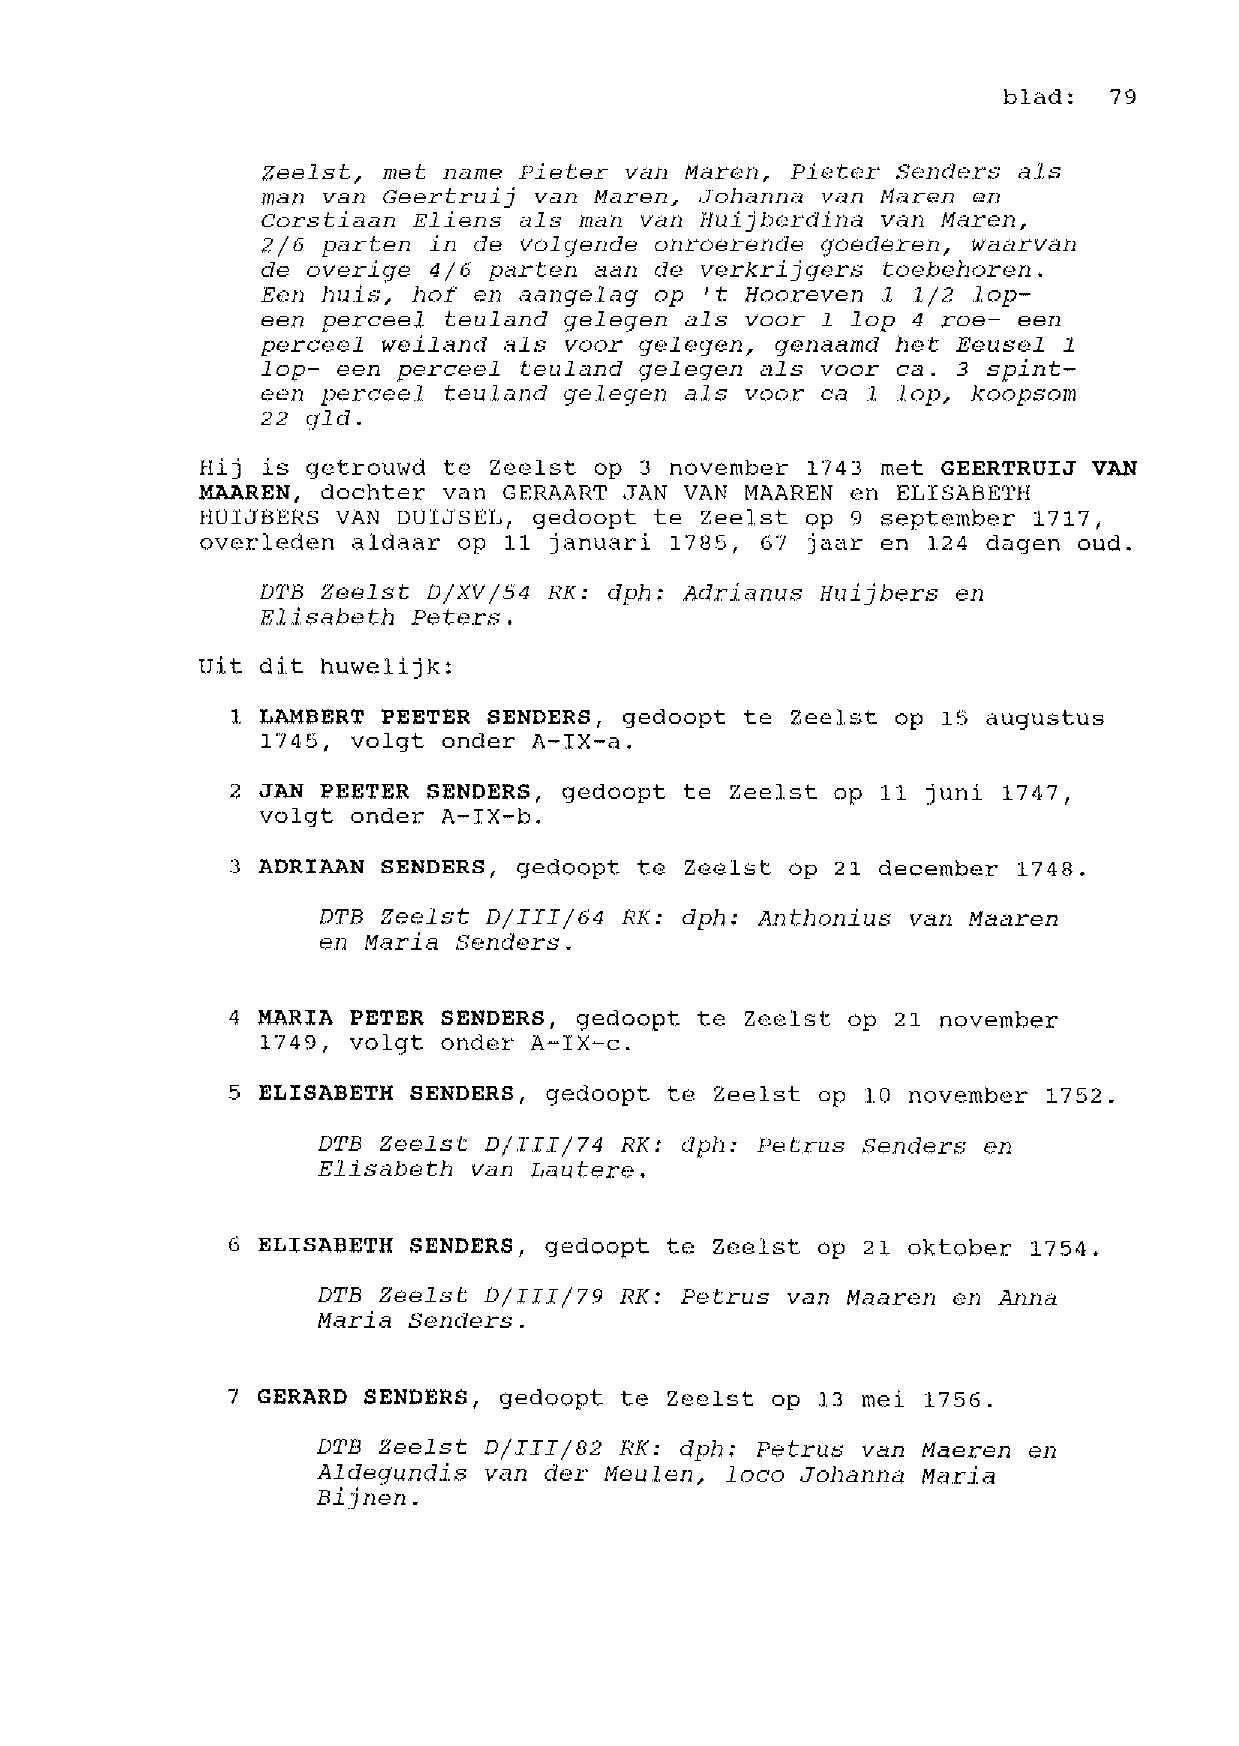 blad: 79
Zeelst, met name Pieter van Maren, Pieter Senders als
man van Geertruij van Maren, Johanna van Maren en
Corstiaan Eliens als man van Huijberdina van Maren,
2/6 parten in de volgende onroerende goederen, waarvan
de overige 4/6 parten aan de verkrijgers toebehoren.
Een huis, hof en aangelag op 't Hooreven 1 1/2 lop-
een perceel teuland gelegen als voor 1 lop 4 roe- een
perceel weiland als voor gelegen, genaamd het Eeusel 1
lop- een perceel teuland gelegen als voor ca. 3 spint-
een perceel teuland gelegen als voor ca 1 lop, koopsom
22 gld.
Hij is getrouwd te Zeelst op 3 november 1743 met GEERTRUIJ VAN
MAAREN, dochter van GERAART JAN VAN MAAREN en ELISABETH
HUIJBERS VAN DUIJSEL, gedoopt te Zeelst op 9 september 1717,
overleden aldaar op 11 januari 1785, 67 jaar en 124 dagen oud.
DTB Zeelst D/XV/54 RK: dph: Adrianus Huijbers en
Elisabeth Peters.
Uit dit huwelijk:
1 LAMBERT PEETER SENDERS, gedoopt te Zeelst op 15 augustus
1745, volgt onder A-IX-a.
2 JAN PEETER SENDERS, gedoopt te Zeelst op 11 juni 1747,
volgt onder A-IX-b.
3 ADRIAAN SENDERS, gedoopt te Zeelst op 21 december 1748.
DTB Zeelst D/III/64 RK: dph: Anthonius van Maaren
en Maria Senders.
4 MARIA PETER SENDERS, gedoopt te Zeelst op 21 november
1749, volgt onder A-IX-c.
5 ELISABETH SENDERS, gedoopt te Zeelst op 10 november 1752.
DTB Zeelst D/III/74 RK: dph: Petrus Senders en
Elisabeth van Lautere.
6 ELISABETH SENDERS, gedoopt te Zeelst op 21 oktober 1754.
DTB Zeelst D/III/79 RK: Petrus van Maaren en Anna
Maria Senders.
7 GERARD SENDERS, gedoopt te Zeelst op 13 mei 1756.
DTB Zeelst D/III/82 RK: dph: Petrus van Maeren en
Aldegundis van der Meulen, loco Johanna Maria
Bijnen.